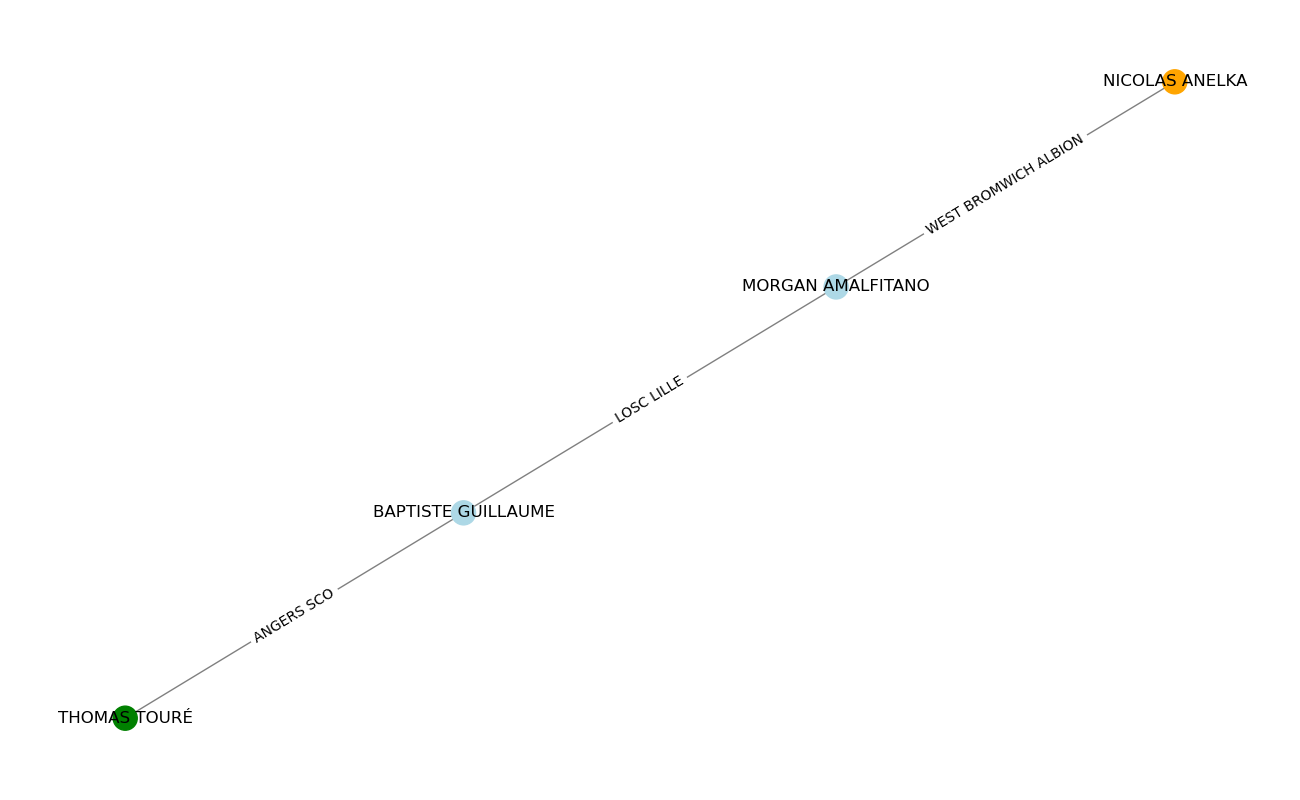 NICOLAS ANELKA
WEST BROMWICH ALBION
MORGAN AMALFITANO
LOSC LILLE
BAPTISTE GUILLAUME
ANGERS SCO
THOMAS TOURÉ